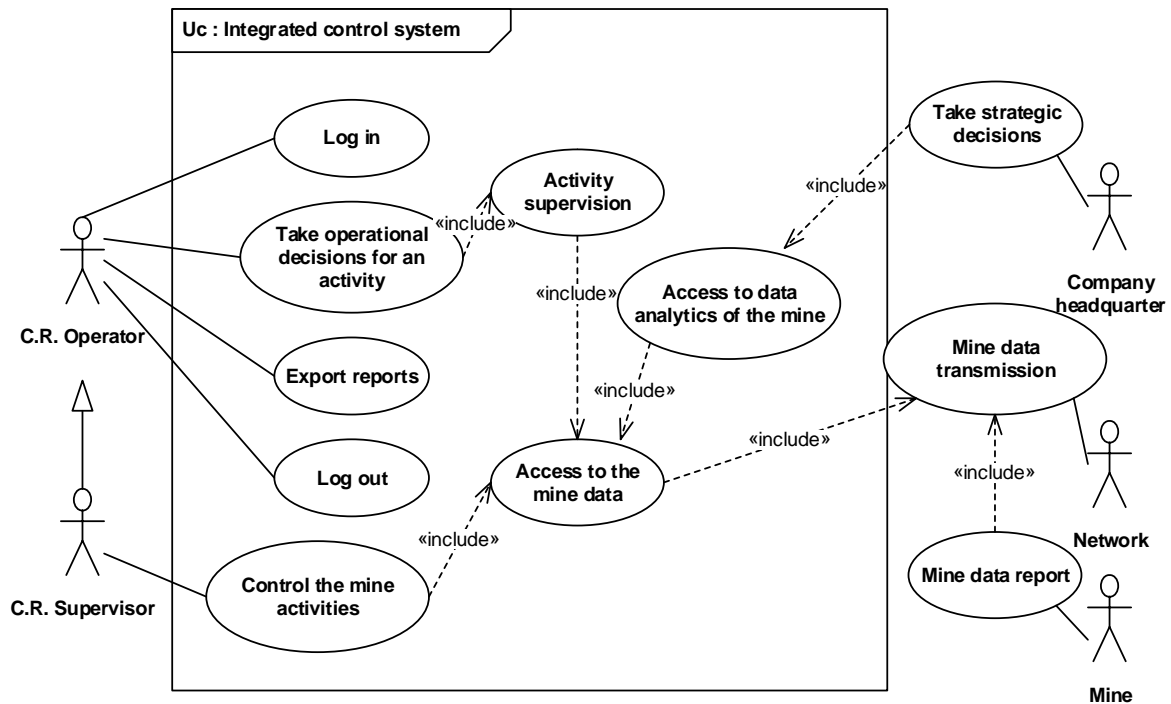 Uc : Integrated control system
Log in
Take strategic
decisions
Activity
supervision
«include»
«include»
Take operational
decisions for an
activity
C.R. Operator
Company
headquarter
«include»
Access to data
analytics of the mine
Mine data
transmission
Export reports
«include»
«include»
Log out
Access to the
mine data
«include»
«include»
Network
Control the mine
activities
Mine data report
C.R. Supervisor
Mine